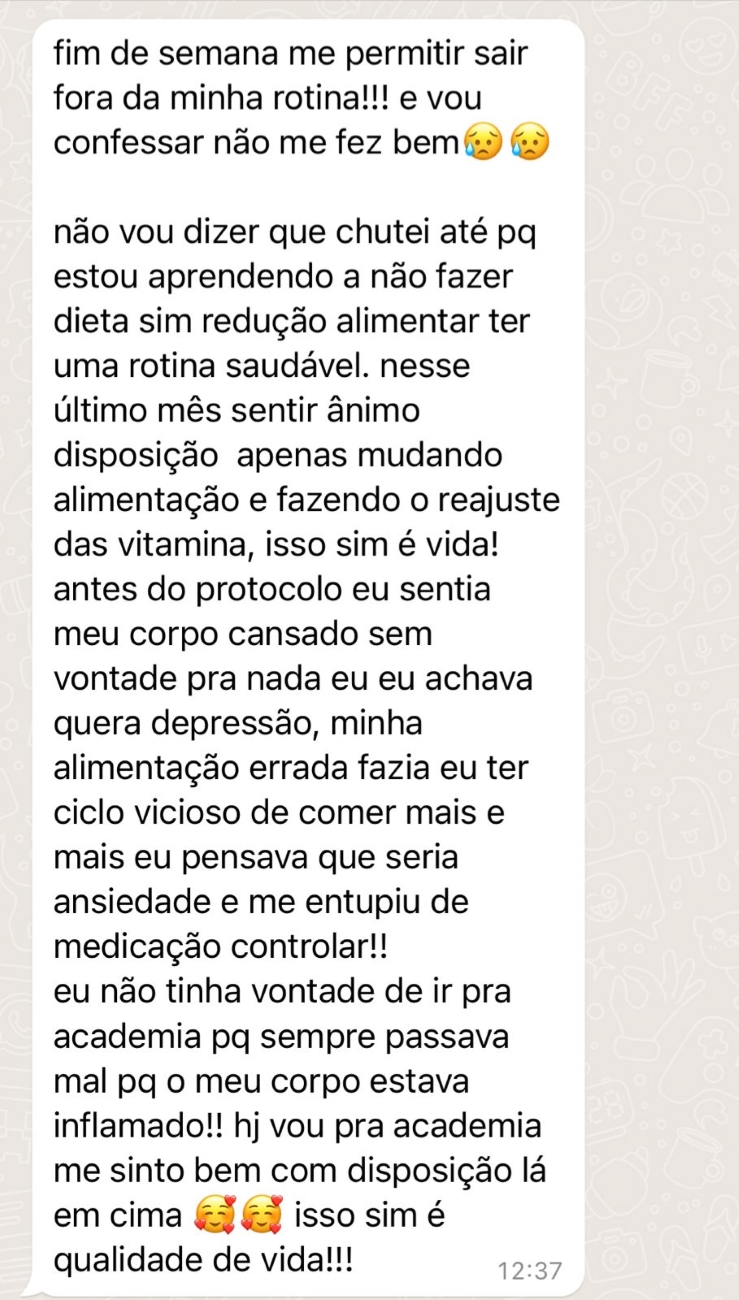 fim de semana me permitir sair
fora da minha rotina!!! e vou
confessar não me fez bem😥😥
não vou dizer que chutei até pq
estou aprendendo a não fazer
dieta sim redução alimentar ter
uma rotina saudável. nesse
último mês sentir ânimo
disposição  apenas mudando
alimentação e fazendo o reajuste
das vitamina, isso sim é vida!
antes do protocolo eu sentia
meu corpo cansado sem
vontade pra nada eu eu achava
quera depressão, minha
alimentação errada fazia eu ter
ciclo vicioso de comer mais e
mais eu pensava que seria
ansiedade e me entupiu de
medicação controlar!!
eu não tinha vontade de ir pra
academia pq sempre passava
mal pq o meu corpo estava
inflamado!! hj vou pra academia
me sinto bem com disposição lá
em cima 🥰🥰 isso sim é
qualidade de vida!!!
12:37